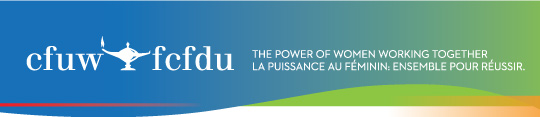 cfuw fcfdu
THE POWER OF WOMEN WORKING TOGETHER
LA PUISSANCE AU FÉMININ: ENSEMBLE POUR RÉUSSIR.